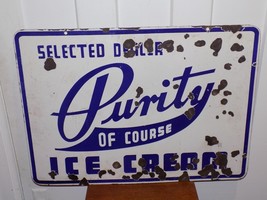 SELECTED DEALER
Purity
OF COURSE
ICE CREAM